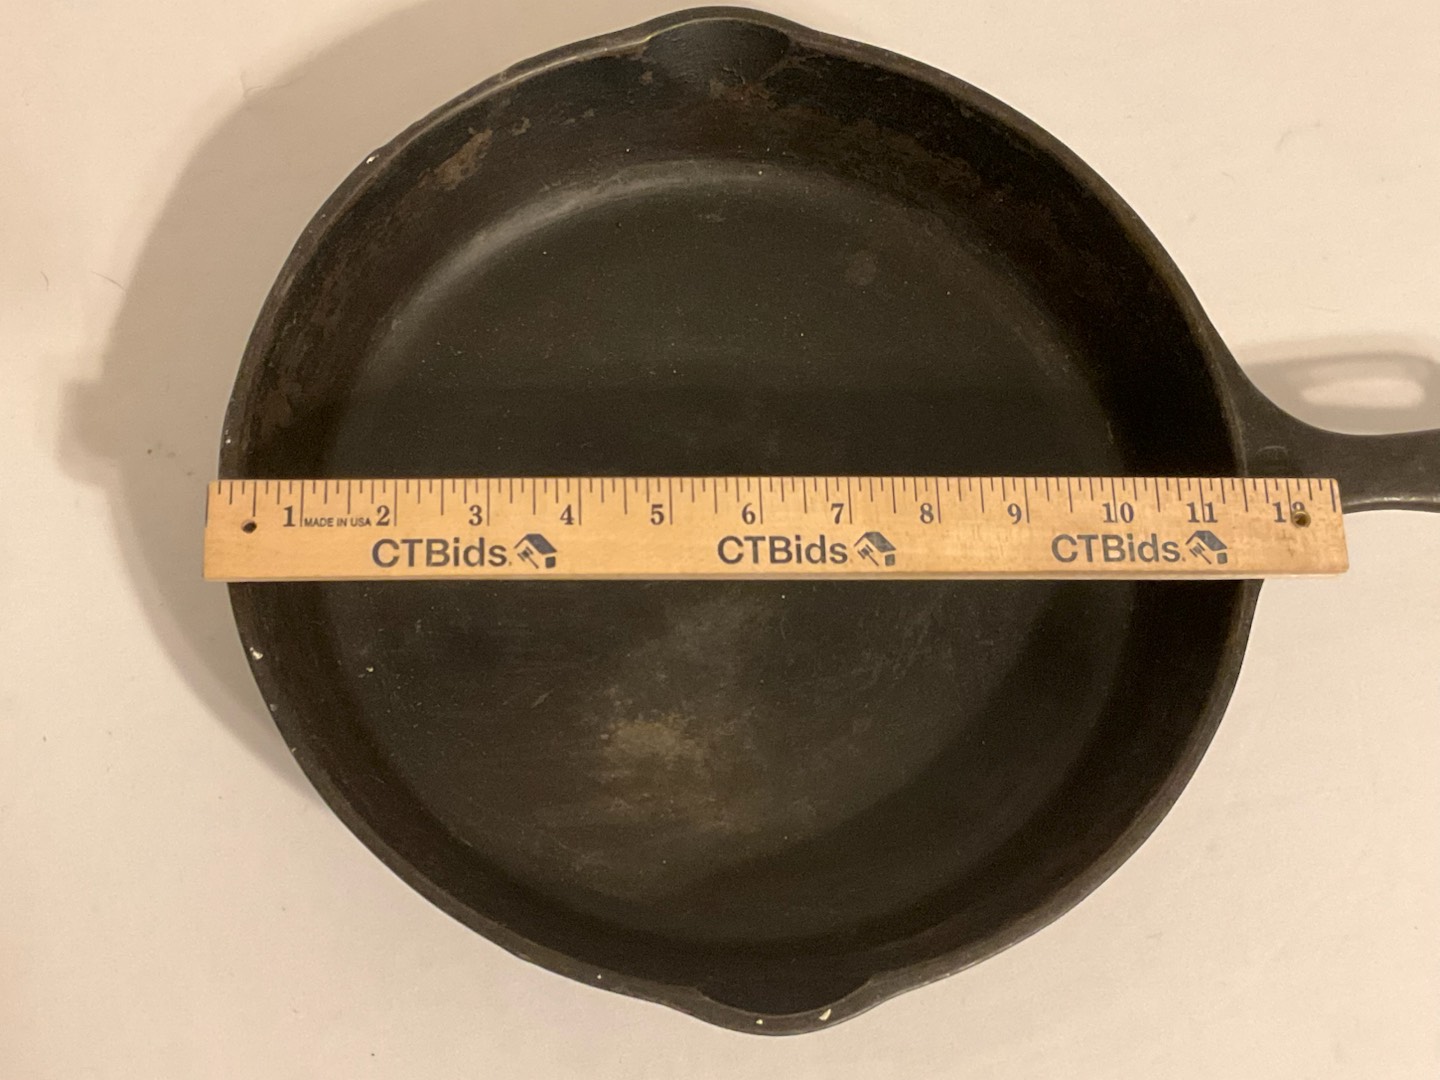 1 MADE IN USA 2 3 4 5 6 7 8 9 10 11 12
CTBids. CTBids. CTBids.